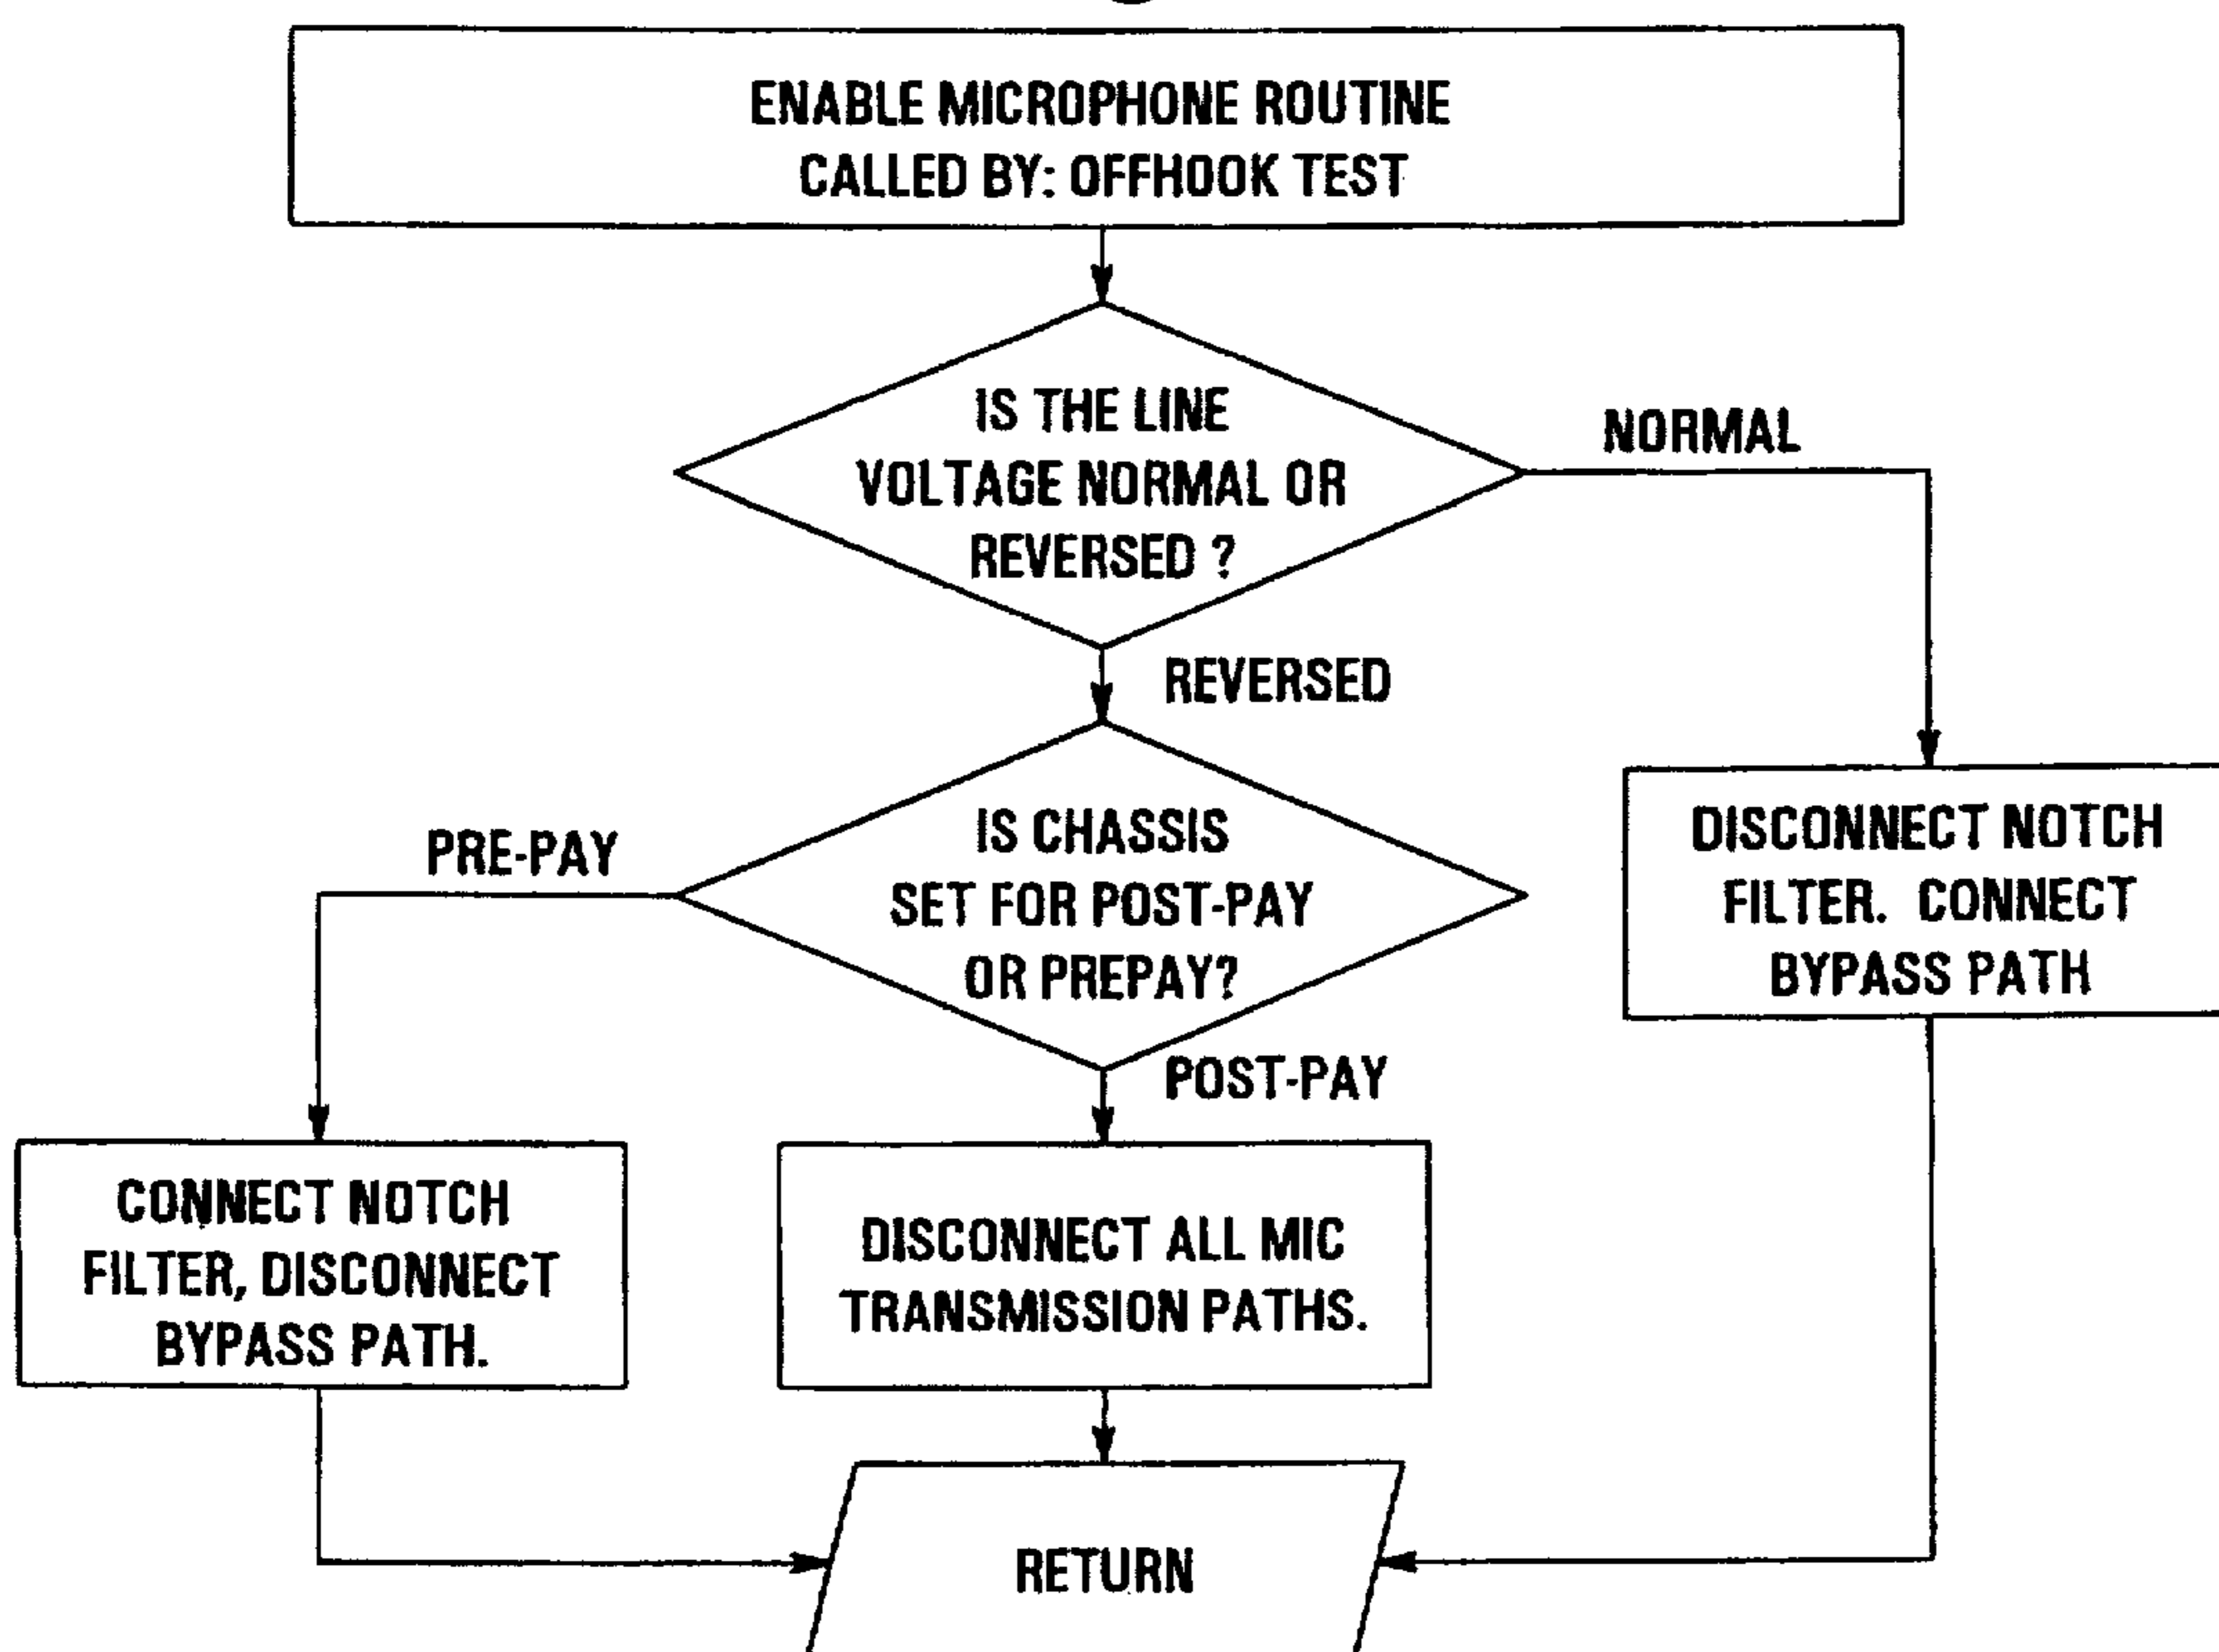 ENABLE MICROPHONE ROUTINE
CALLED BY: OFFHOOK TEST
IS THE LINE
VOLTAGE NORMAL OR
REVERSED ?
NORMAL
REVERSED
IS CHASSIS
SET FOR POST-PAY
OR PREPAY?
PRE-PAY
POST-PAY
DISCONNECT NOTCH
FILTER. CONNECT
BYPASS PATH
CONNECT NOTCH
FILTER, DISCONNECT
BYPASS PATH.
DISCONNECT ALL MIC
TRANSMISSION PATHS.
RETURN